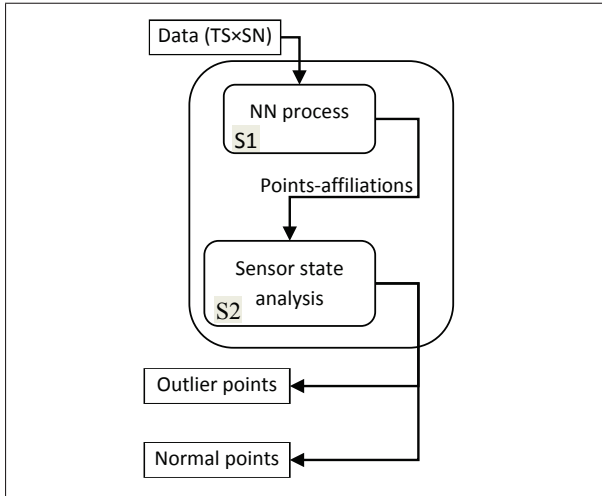 Data (TS×SN)
NN process
S1
Points-affiliations
Sensor state
analysis
S2
Outlier points
Normal points